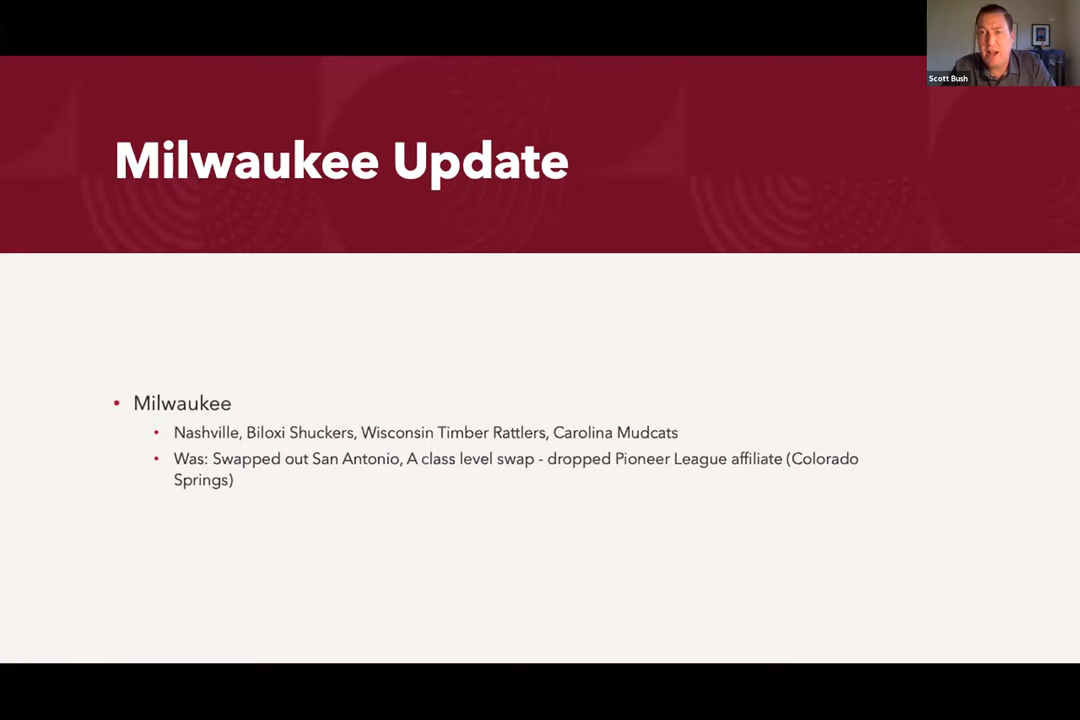 Scott Bush
Milwaukee Update
• Milwaukee
• Nashville, Biloxi Shuckers, Wisconsin Timber Rattlers, Carolina Mudcats
• Was: Swapped out San Antonio, A class level swap - dropped Pioneer League affiliate (Colorado
Springs)